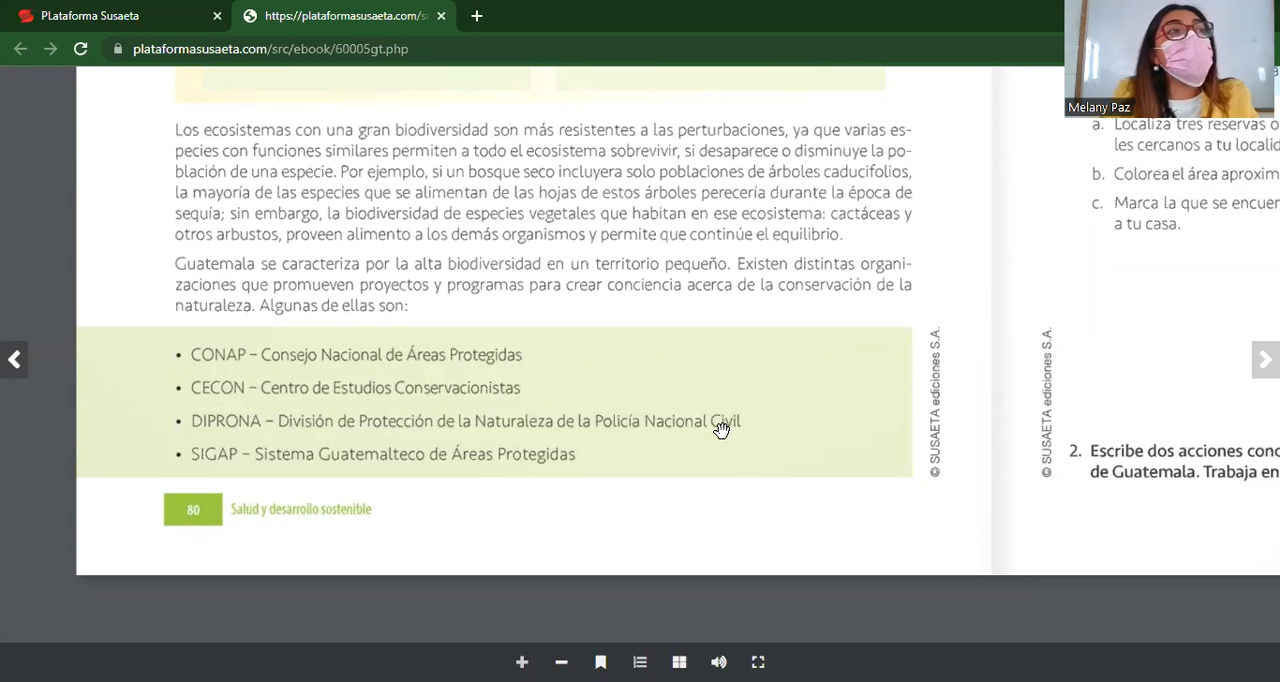 PLataforma Susaeta
https://plataformasusaeta.com/s
plataformasusaeta.com/src/ebook/60005gt.php
Melany Paz
Los ecosistemas con una gran biodiversidad son más resistentes a las perturbaciones, ya que varias es-
pecies con funciones similares permiten a todo el ecosistema sobrevivir, si desaparece o disminuye la po-
blación de una especie. Por ejemplo, si un bosque seco incluyera solo poblaciones de árboles caducifolios,
la mayoría de las especies que se alimentan de las hojas de estos árboles perecería durante la época de
sequía; sin embargo, la biodiversidad de especies vegetales que habitan en ese ecosistema: cactáceas y
otros arbustos, proveen alimento a los demás organismos y permite que continúe el equilibrio.
Guatemala se caracteriza por la alta biodiversidad en un territorio pequeño. Existen distintas organi-
zaciones que promueven proyectos y programas para crear conciencia acerca de la conservación de la
naturaleza. Algunas de ellas son:
• CONAP – Consejo Nacional de Áreas Protegidas
• CECON – Centro de Estudios Conservacionistas
• DIPRONA – División de Protección de la Naturaleza de la Policía Nacional Civil
• SIGAP – Sistema Guatemalteco de Áreas Protegidas
80 Salud y desarrollo sostenible
© SUSAETA ediciones S.A.
© SUSAETA ediciones S.A.
a. Localiza tres reservas o
les cercanos a tu locali
b. Colorea el área aproxim
c. Marca la que se encuer
a tu casa.
2. Escribe dos acciones conc
de Guatemala. Trabaja en